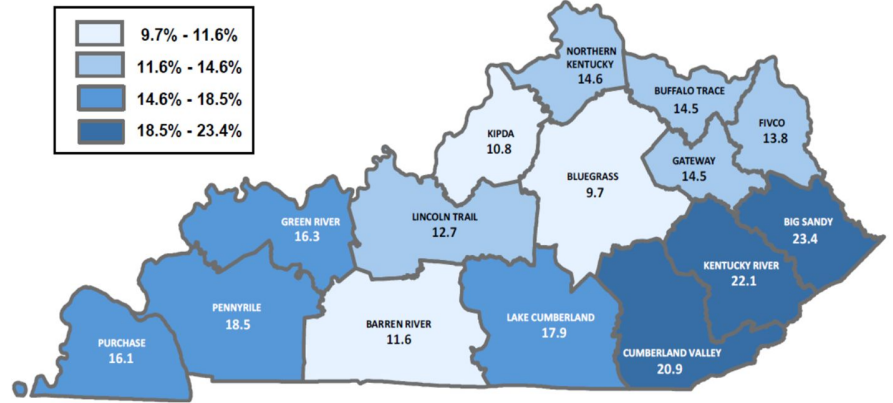 9.7% - 11.6%
11.6% - 14.6%
14.6% - 18.5%
18.5% - 23.4%
NORTHERN
KENTUCKY
14.6
BUFFALO TRACE
14.5
FIVCO
13.8
KIPDA
10.8
GATEWAY
14.5
BLUEGRASS
9.7
LINCOLN TRAIL
12.7
GREEN RIVER
16.3
BIG SANDY
23.4
KENTUCKY RIVER
22.1
PENNYRILE
18.5
LAKE CUMBERLAND
17.9
BARREN RIVER
11.6
PURCHASE
16.1
CUMBERLAND VALLEY
20.9